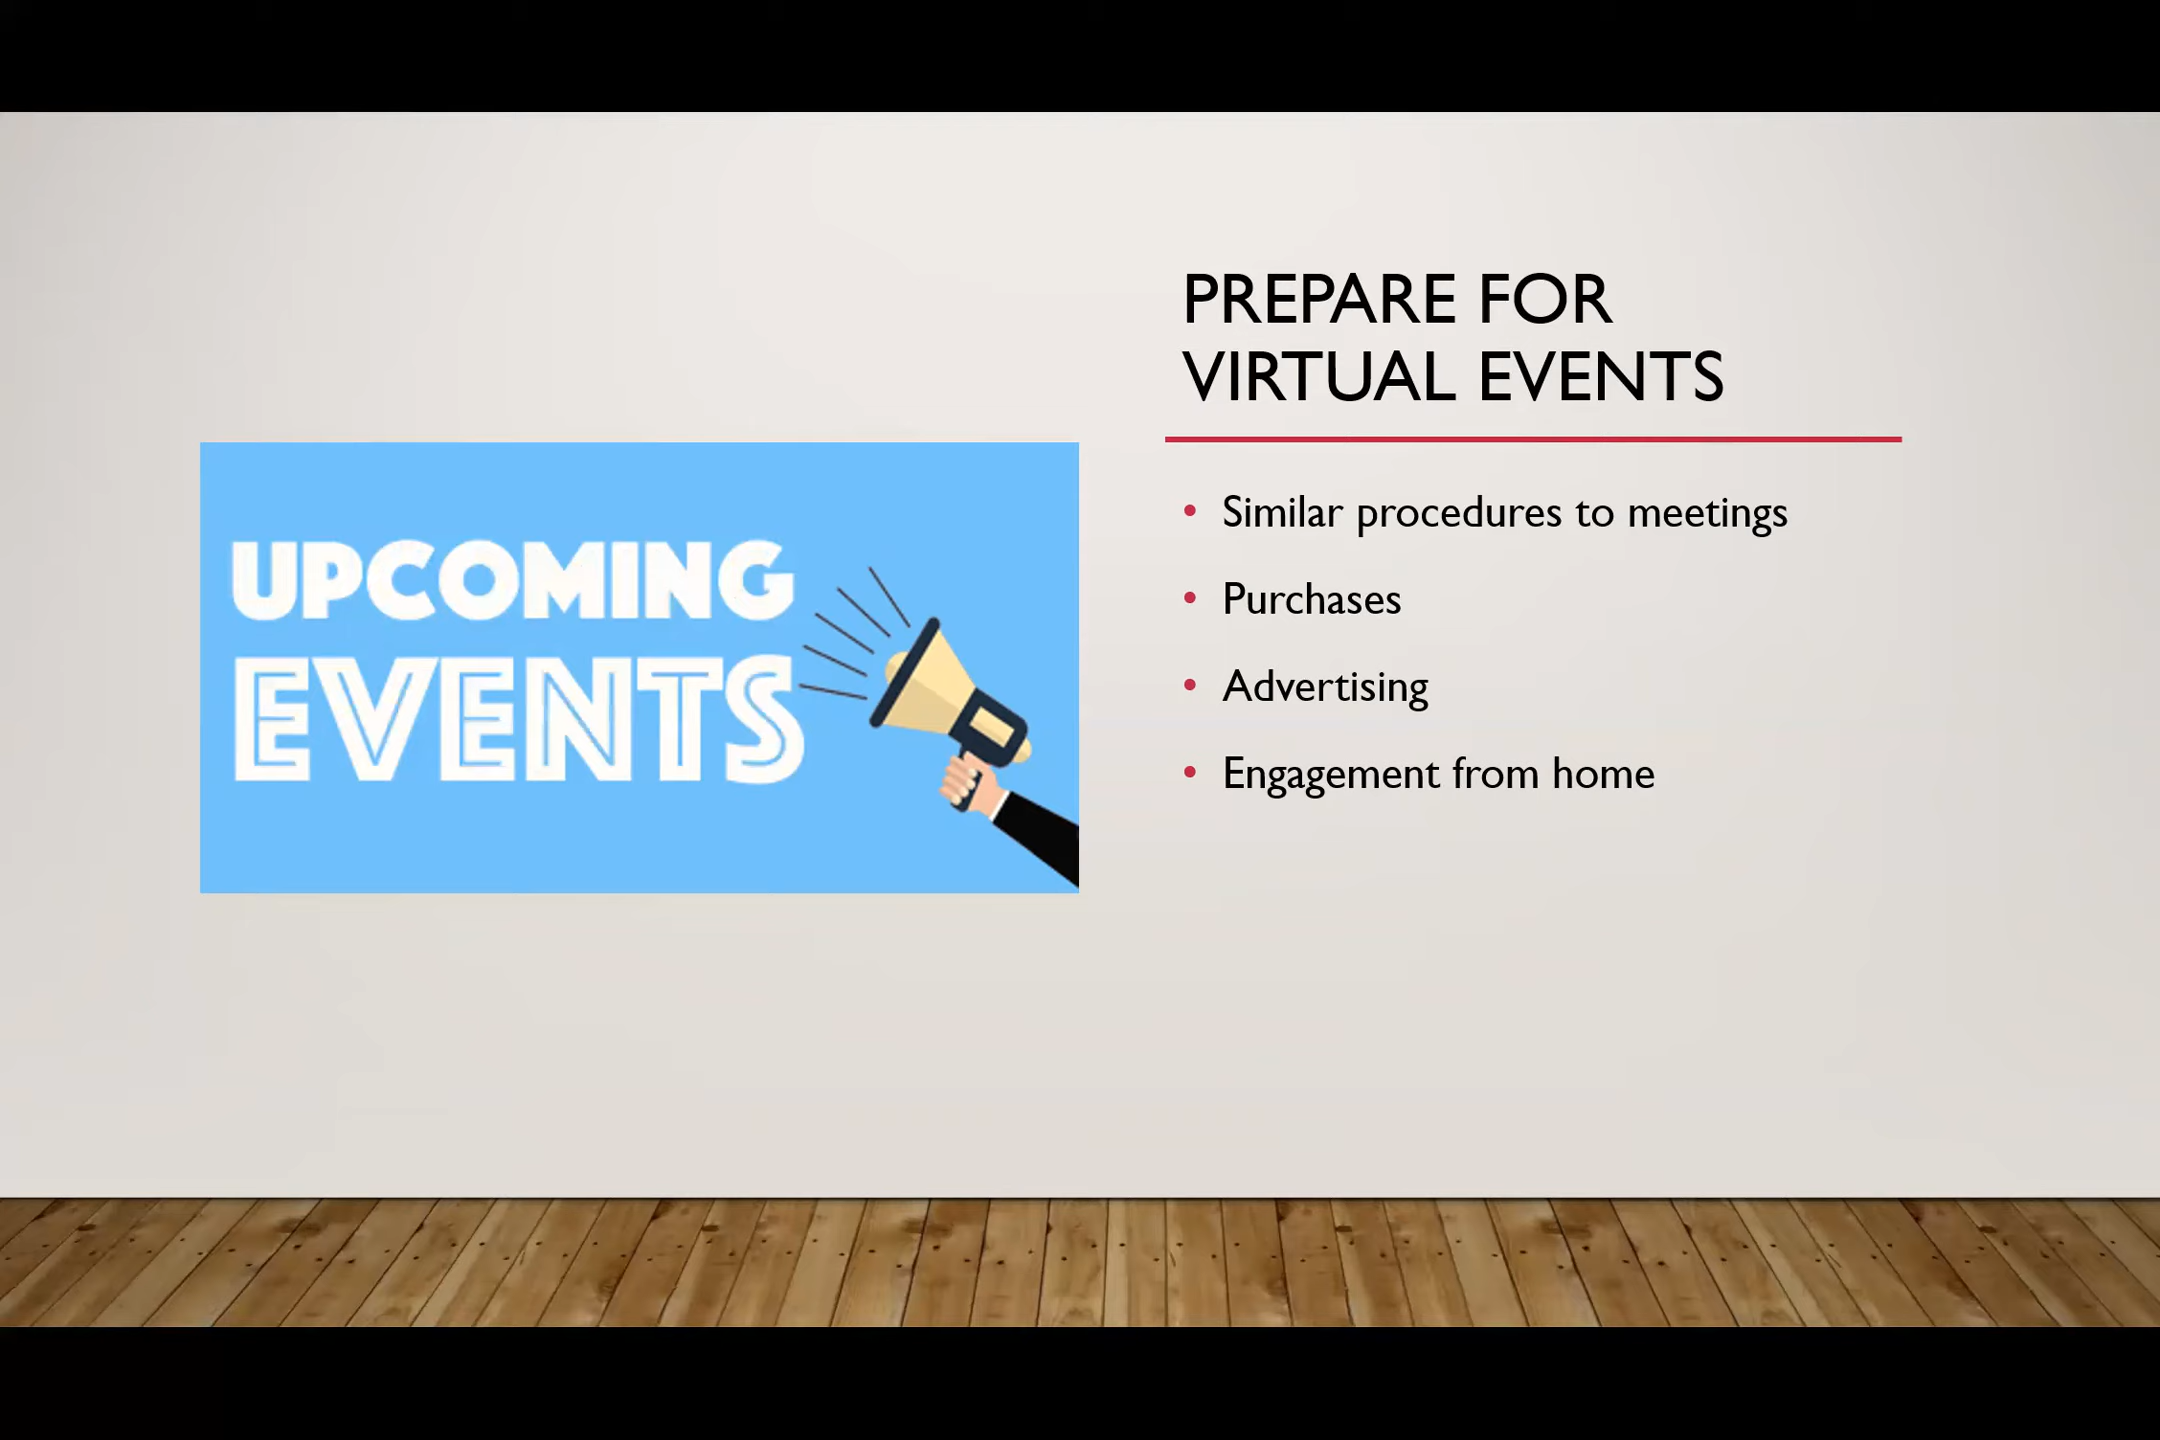 UPCOMING
EVENTS
PREPARE FOR
VIRTUAL EVENTS
• Similar procedures to meetings
• Purchases
• Advertising
• Engagement from home